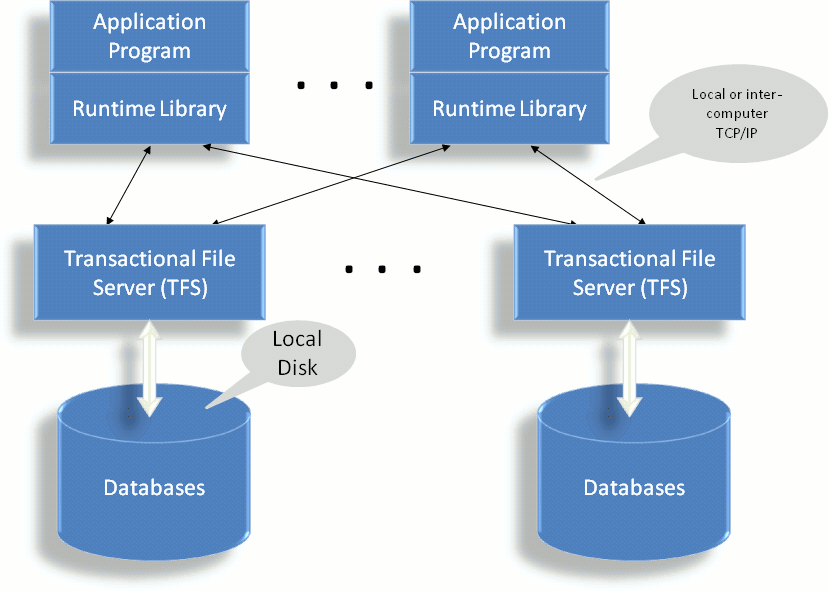 Application
Program
Runtime Library
Application
Program
Runtime Library
Local or inter-
computer
TCP/IP
Transactional File
Server (TFS)
Transactional File
Server (TFS)
Local
Disk
Databases
Databases